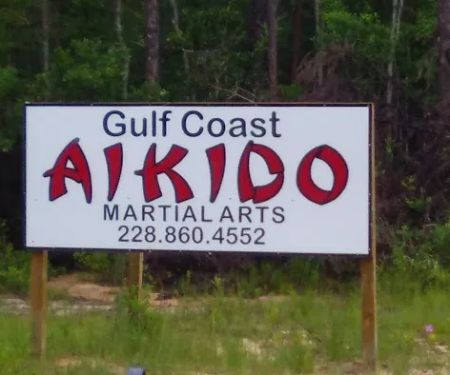 Gulf Coast
AIKIDO
MARTIAL ARTS
228.860.4552